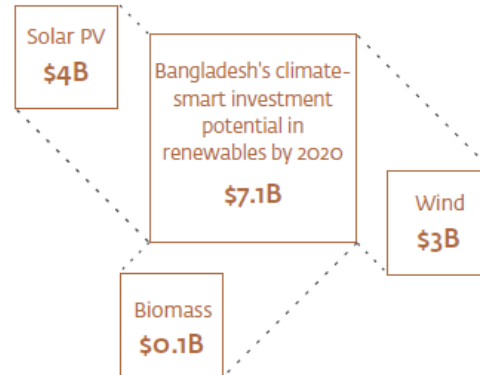 Solar PV
$4B
Bangladesh's climate-
smart investment
potential in
renewables by 2020
$7.1B
Wind
$3B
Biomass
$0.1B